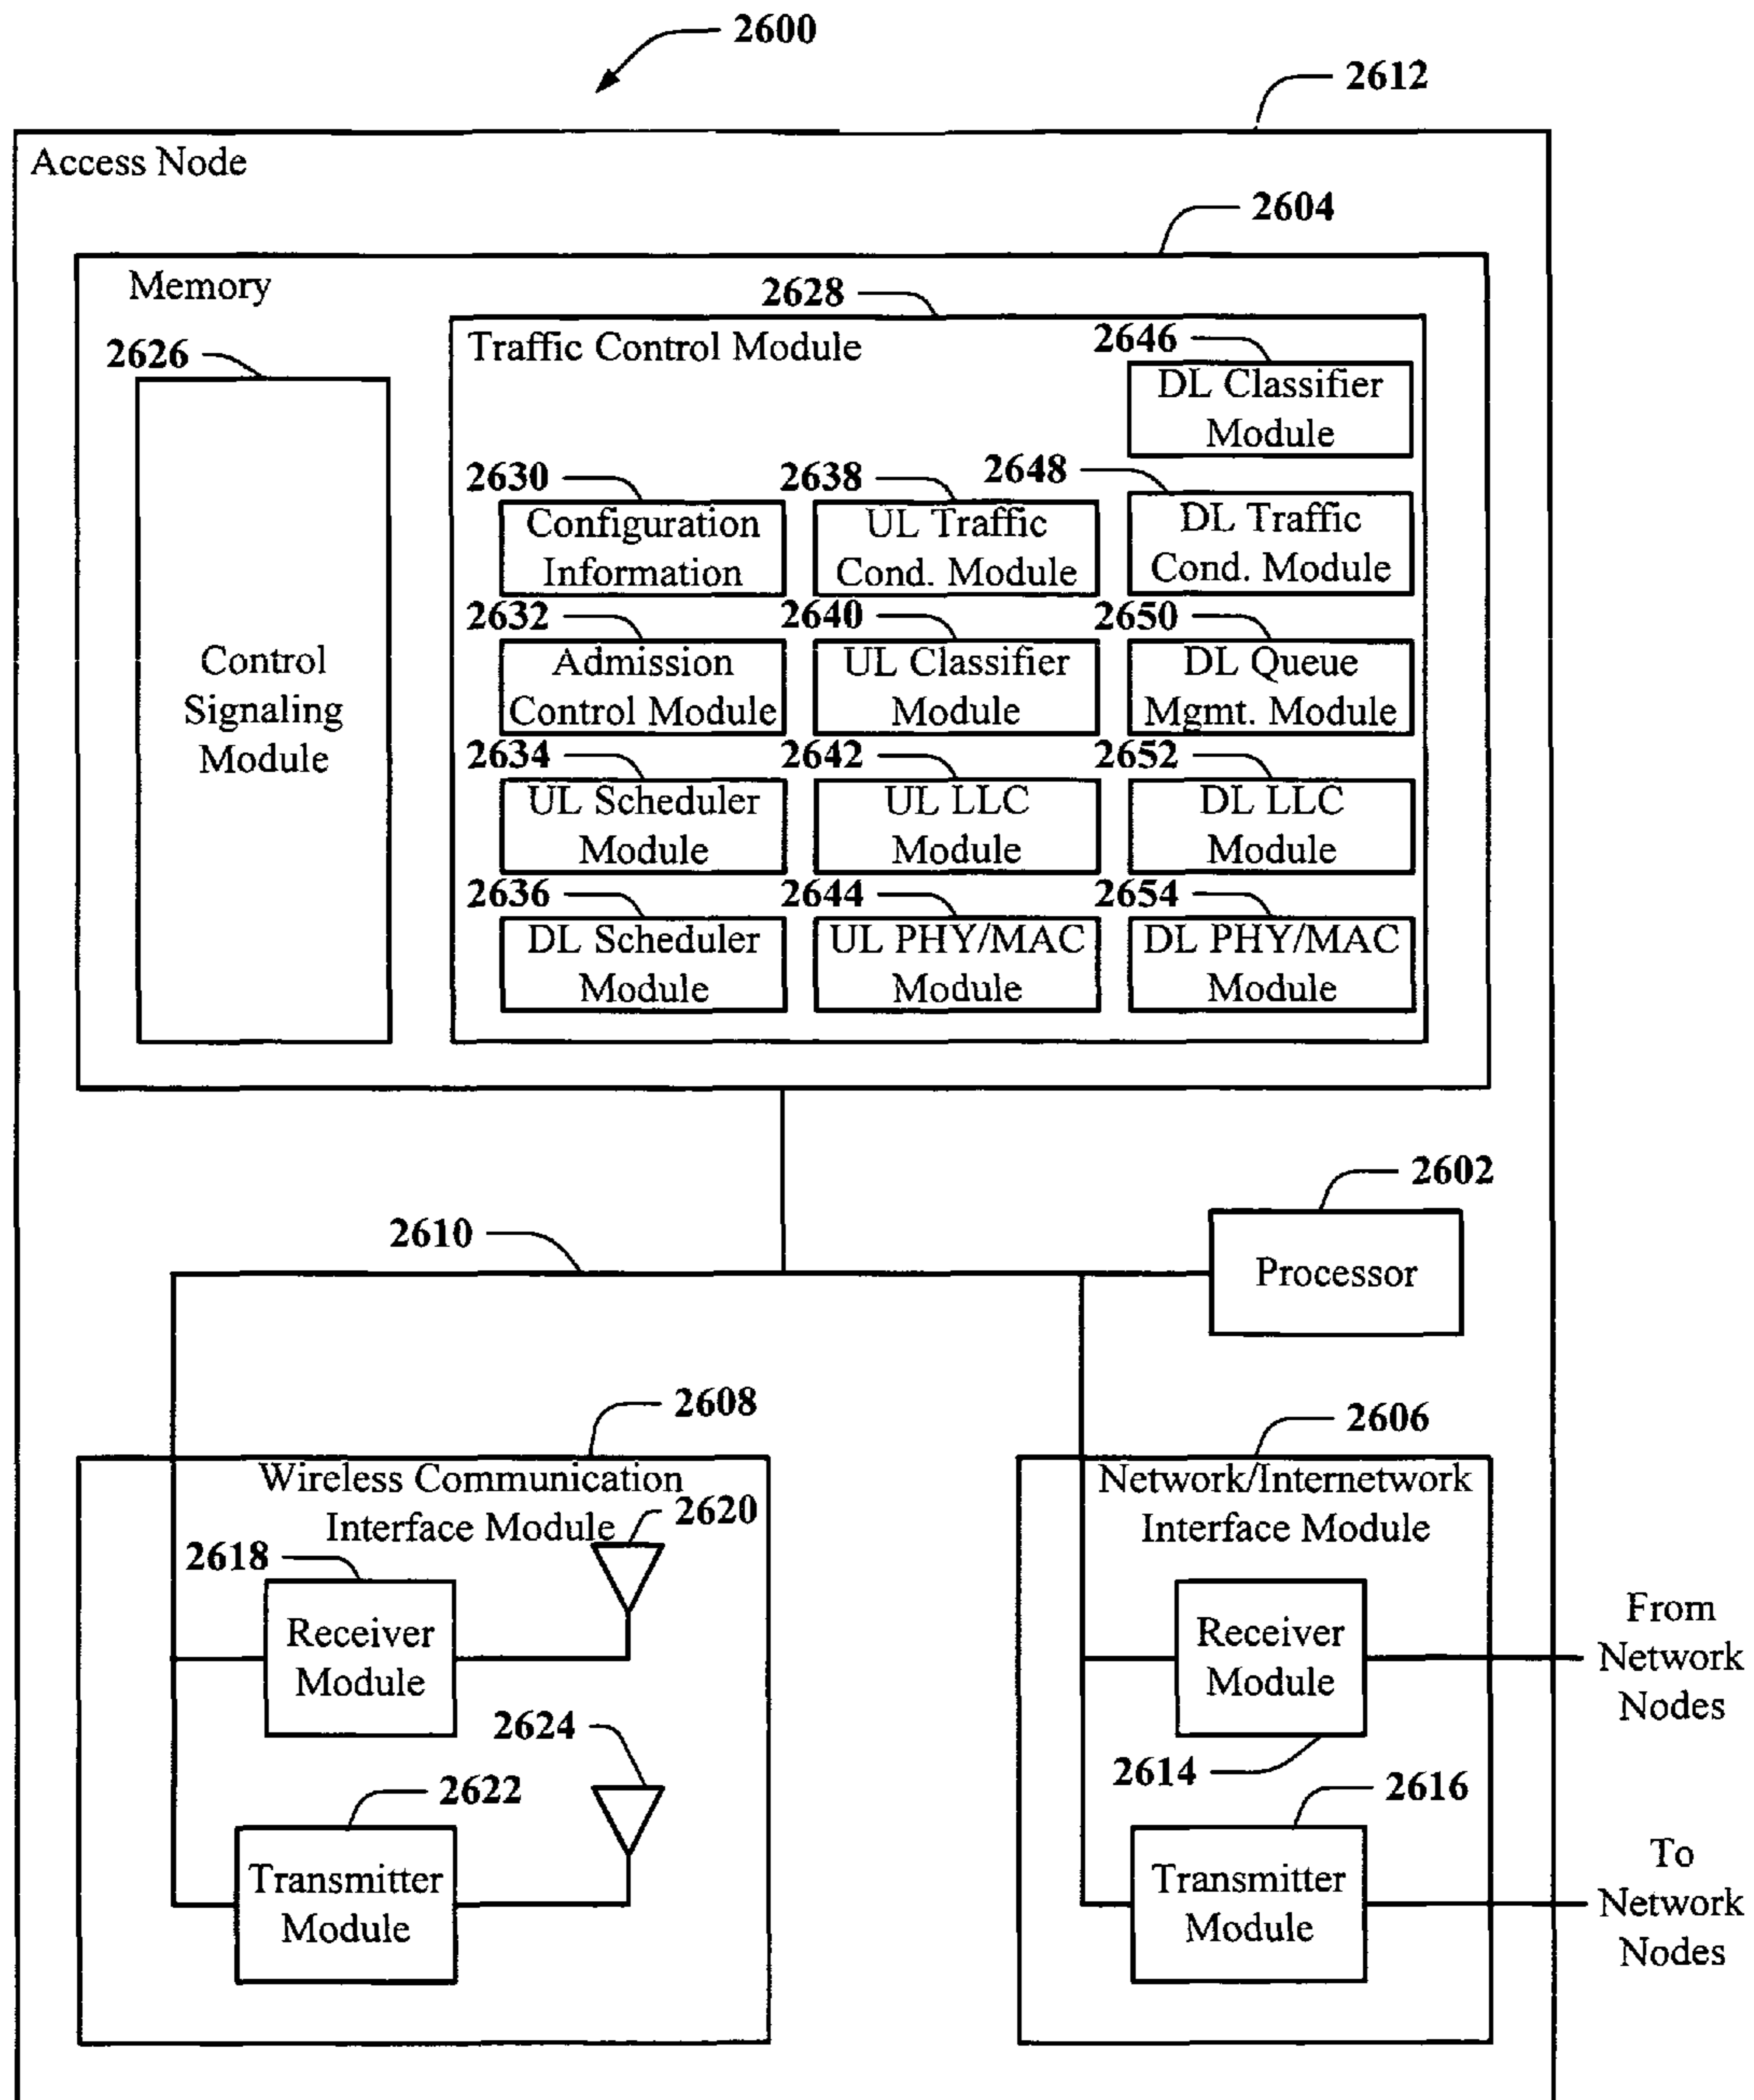 2600
2612
Access Node
2604
Memory
2628
2626
Traffic Control Module
2646
DL Classifier
Module
2630
2638
2648
Configuration
Information
UL Traffic
Cond. Module
DL Traffic
Cond. Module
2632
2640
2650
Admission
Control Module
UL Classifier
Module
DL Queue
Mgmt. Module
Control
Signaling
Module
2634
2642
2652
UL Scheduler
Module
UL LLC
Module
DL LLC
Module
2636
2644
2654
DL Scheduler
Module
UL PHY/MAC
Module
DL PHY/MAC
Module
2602
2610
Processor
2608
2606
Wireless Communication
Interface Module
2620
Network/Internetwork
Interface Module
2618
Receiver
Module
Receiver
Module
From
Network
Nodes
2624
2614
2622
2616
Transmitter
Module
Transmitter
Module
To
Network
Nodes